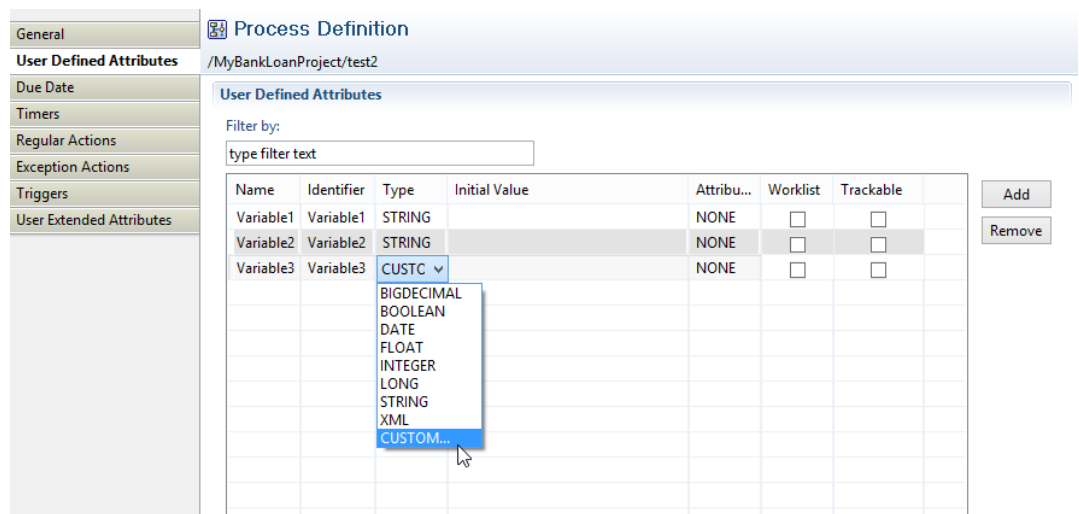 General
User Defined Attributes
Due Date
Timers
Regular Actions
Exception Actions
Triggers
User Extended Attributes
Process Definition
/MyBankLoanProject/test2
User Defined Attributes
Filter by:
type filter text
Name Identifier Type Initial Value Attribu... Worklist Trackable
Variable1 Variable1 STRING NONE
Variable2 Variable2 STRING NONE
Variable3 Variable3 CUSTC NONE
BIGDECIMAL
BOOLEAN
DATE
FLOAT
INTEGER
LONG
STRING
XML
CUSTOM...
Add
Remove